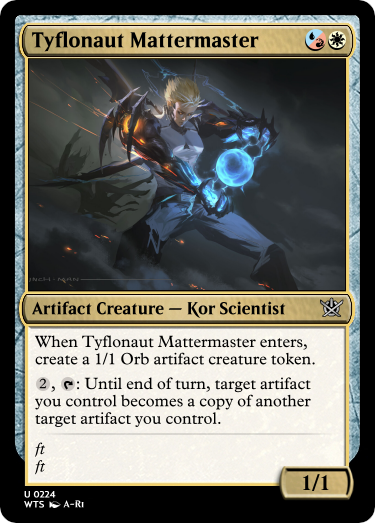 Tyflonaut Mattermaster
INCH-MAN
Artifact Creature — Kor Scientist
When Tyflonaut Mattermaster enters,
create a 1/1 Orb artifact creature token.
2, : Until end of turn, target artifact
you control becomes a copy of another
target artifact you control.
ft
ft
1/1
U 0224
WTS A-R1